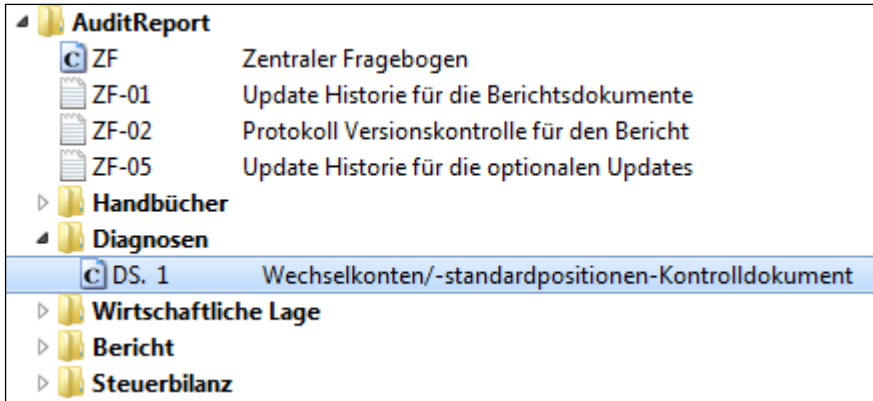 AuditReport
ZF Zentraler Fragebogen
ZF-01 Update Historie für die Berichtsdokumente
ZF-02 Protokoll Versionskontrolle für den Bericht
ZF-05 Update Historie für die optionalen Updates
Handbücher
Diagnosen
DS. 1 Wechselkonten/-standardpositionen-Kontrolldokument
Wirtschaftliche Lage
Bericht
Steuerbilanz